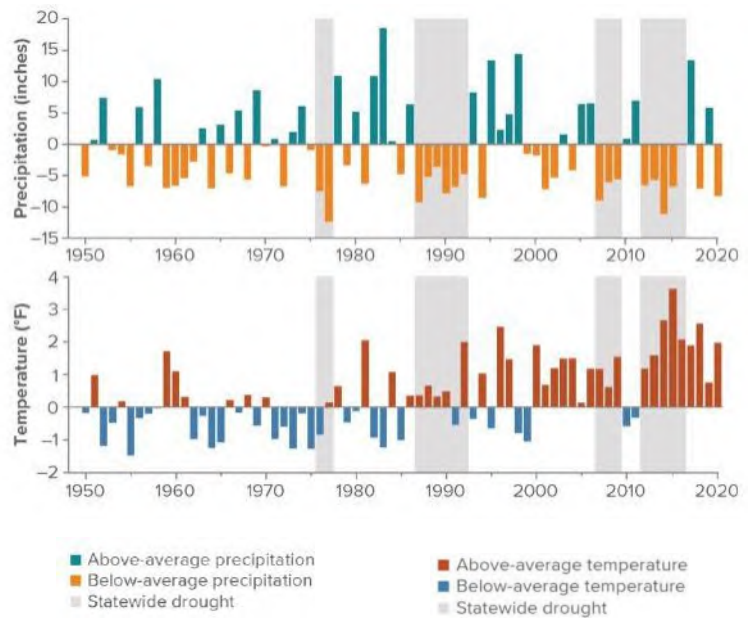 20
15
10
5
0
−5
−10
−15
Precipitation (inches)
1950 1960 1970 1980 1990 2000 2010 2020
4
3
2
1
0
−1
−2
Temperature (°F)
1950 1960 1970 1980 1990 2000 2010 2020
Above-average precipitation
Below-average precipitation
Statewide drought
Above-average temperature
Below-average temperature
Statewide drought